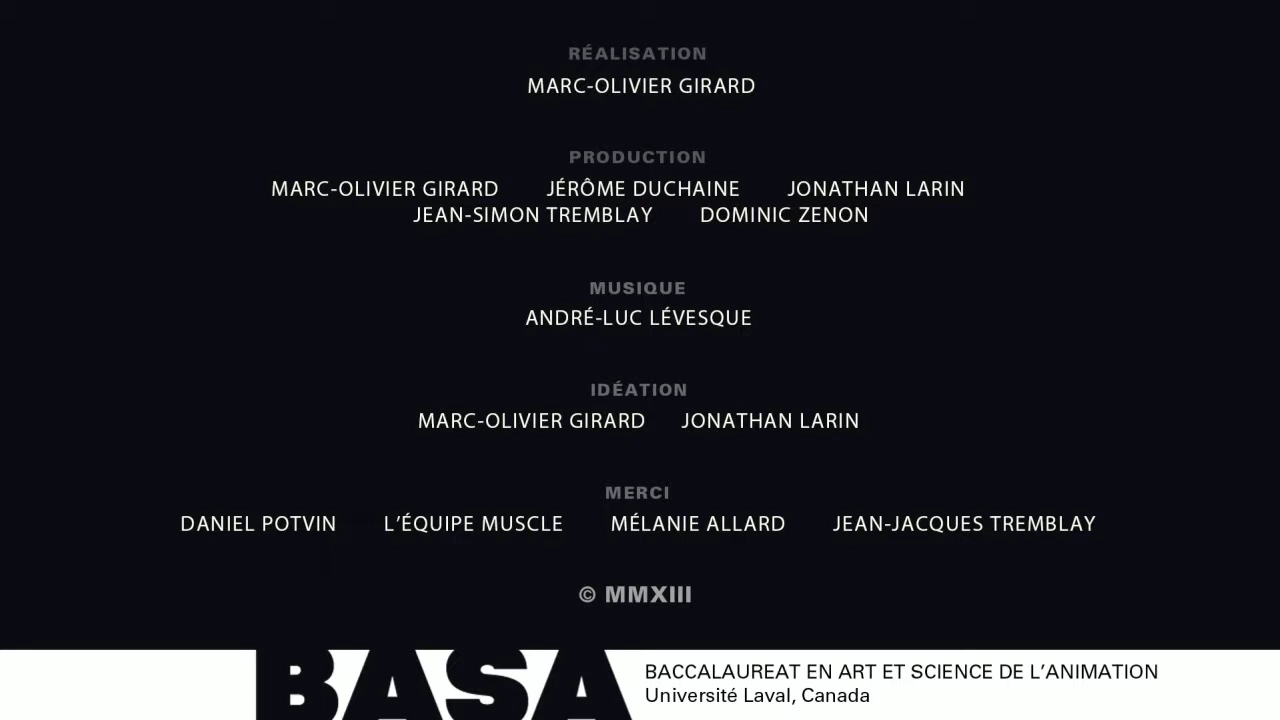 RÉALISATION
MARC-OLIVIER GIRARD
PRODUCTION
MARC-OLIVIER GIRARD JÉRÔME DUCHAINE JONATHAN LARIN
JEAN-SIMON TREMBLAY DOMINIC ZENON
MUSIQUE
ANDRÉ-LUC LÉVESQUE
IDÉATION
MARC-OLIVIER GIRARD JONATHAN LARIN
MERCI
DANIEL POTVIN L’ÉQUIPE MUSCLE MÉLANIE ALLARD JEAN-JACQUES TREMBLAY
© MMXIII
BASA
BACCALAUREAT EN ART ET SCIENCE DE L’ANIMATION
Université Laval, Canada